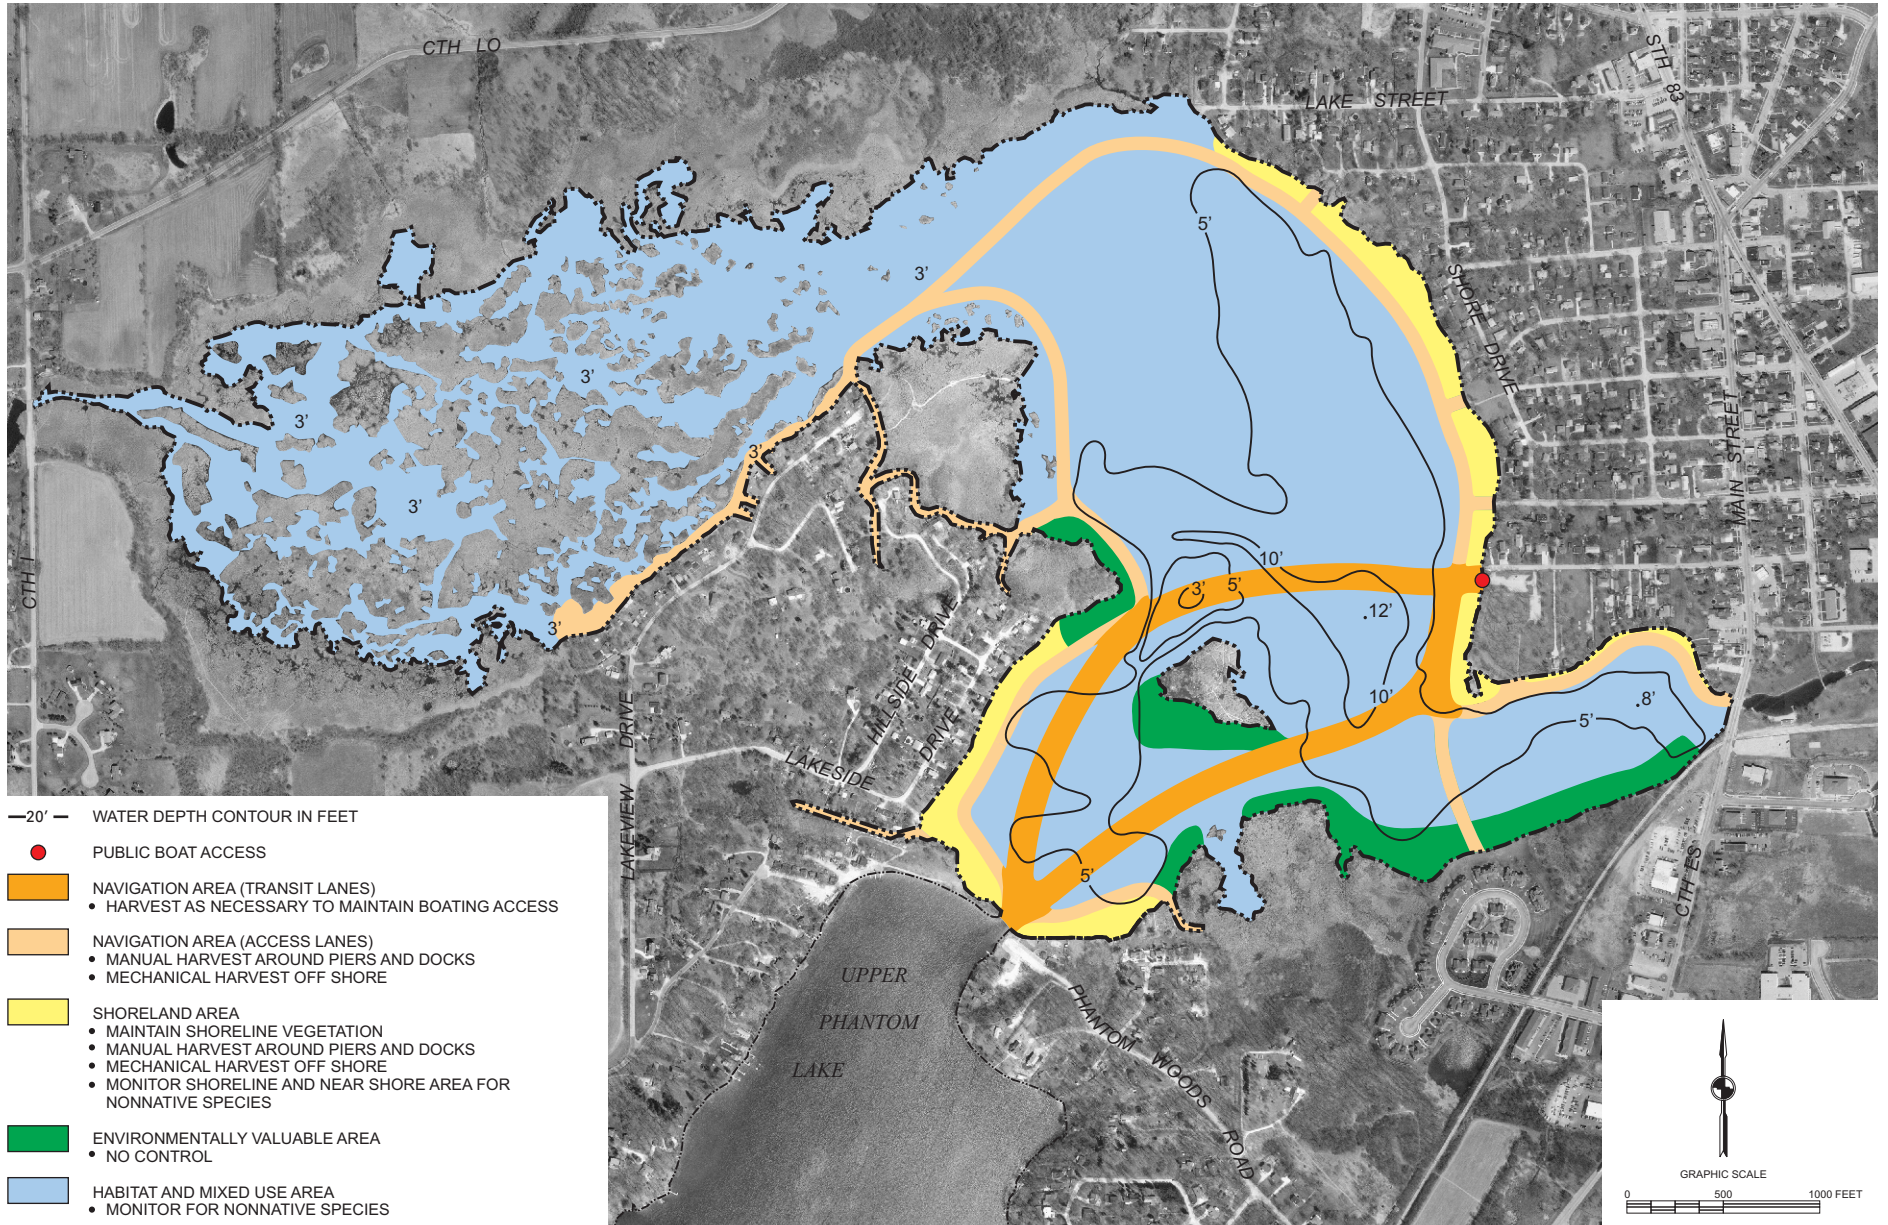 CTH LO
STH 83
LAKE STREET
5'
3'
SHORE DRIVE
3'
3'
MAIN STREET
3'
3'
10'
CTH I
3'
5'
12'
3'
HILLSIDE DRIVE
10'
8'
5'
DRIVE
LAKESIDE
LAKEVIEW DRIVE
5'
CTH ES
UPPER
PHANTOM
LAKE
PHANTOM WOODS ROAD
20' WATER DEPTH CONTOUR IN FEET
PUBLIC BOAT ACCESS
NAVIGATION AREA (TRANSIT LANES)
• HARVEST AS NECESSARY TO MAINTAIN BOATING ACCESS
NAVIGATION AREA (ACCESS LANES)
• MANUAL HARVEST AROUND PIERS AND DOCKS
• MECHANICAL HARVEST OFF SHORE
SHORELAND AREA
• MAINTAIN SHORELINE VEGETATION
• MANUAL HARVEST AROUND PIERS AND DOCKS
• MECHANICAL HARVEST OFF SHORE
• MONITOR SHORELINE AND NEAR SHORE AREA FOR
NONNATIVE SPECIES
ENVIRONMENTALLY VALUABLE AREA
• NO CONTROL
HABITAT AND MIXED USE AREA
• MONITOR FOR NONNATIVE SPECIES
GRAPHIC SCALE
0 500 1000 FEET